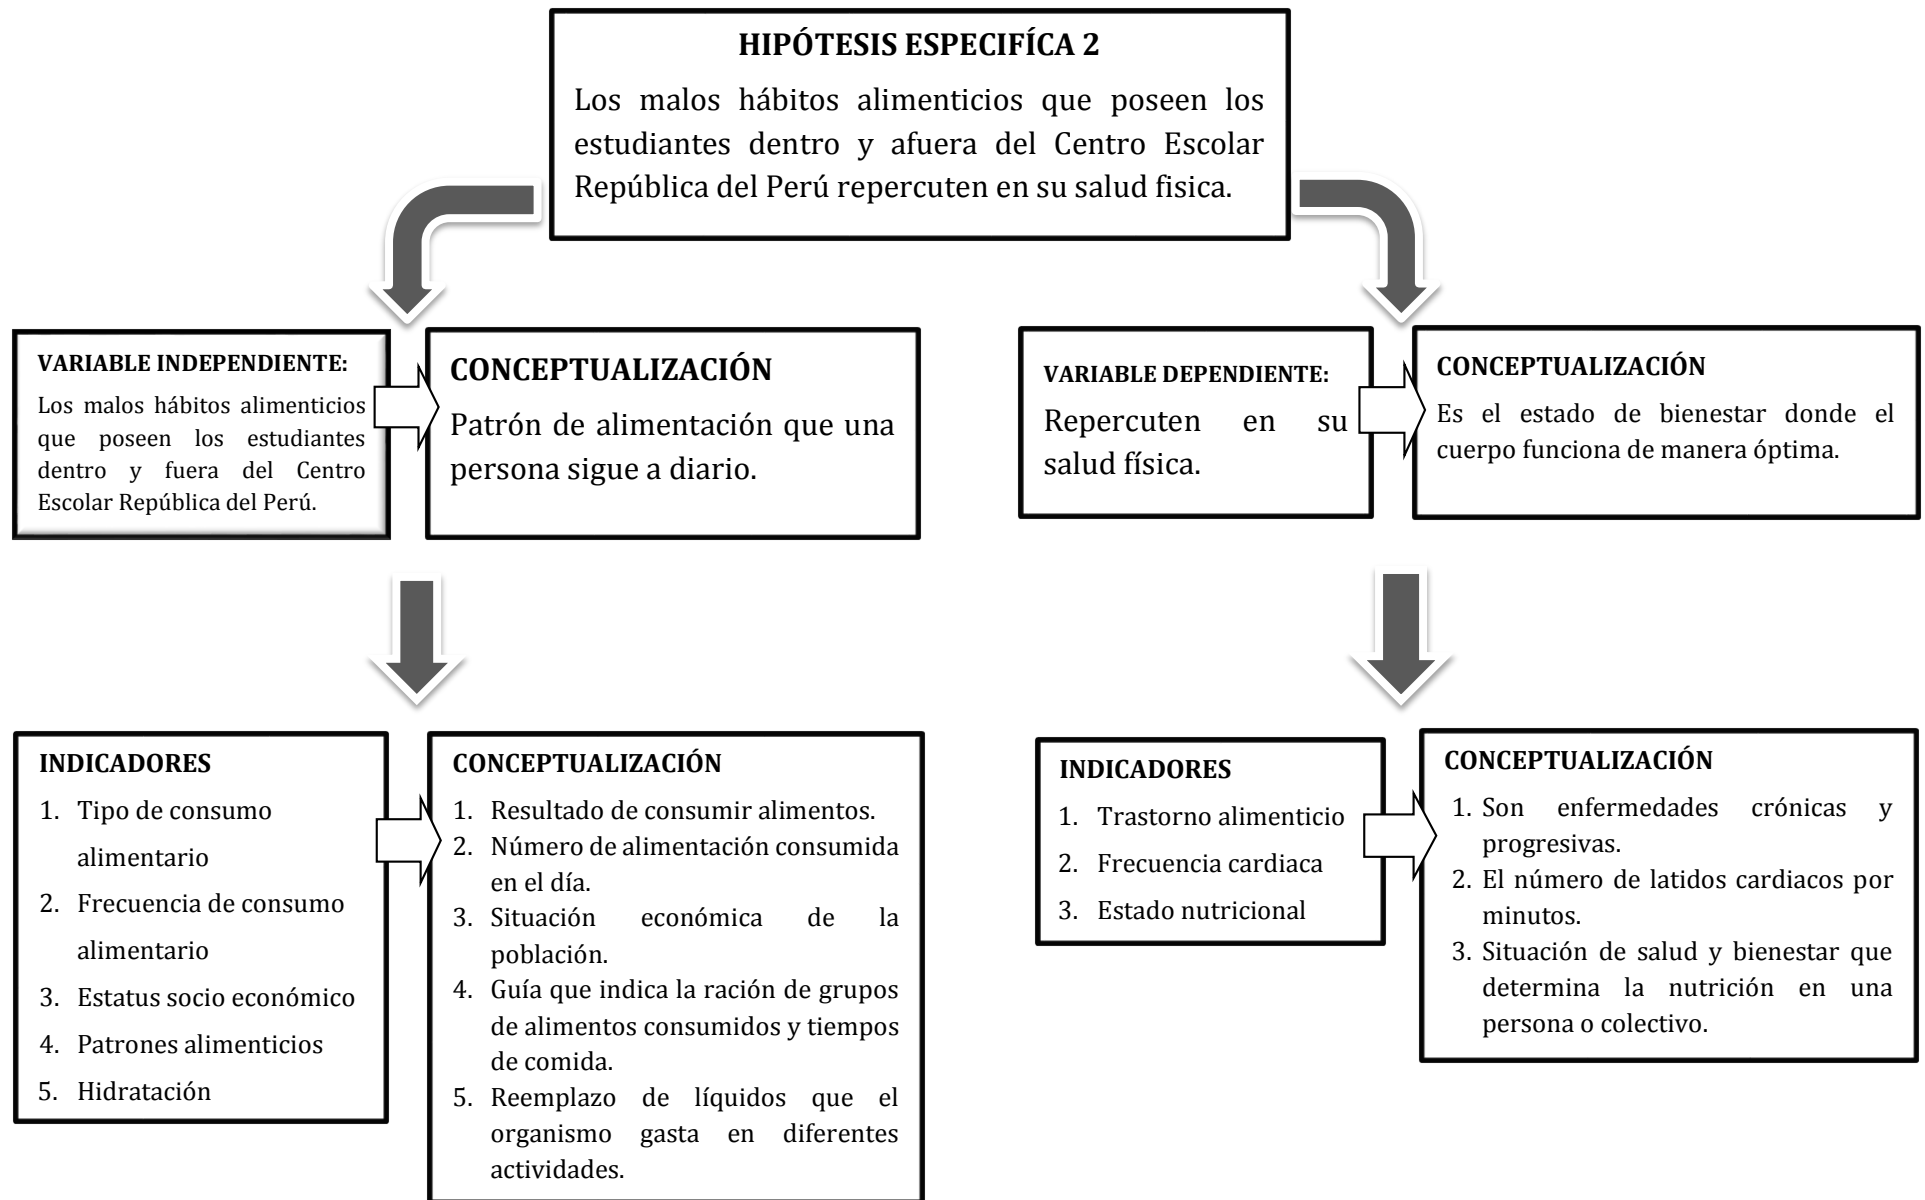 HIPÓTESIS ESPECIFÍCA 2
Los malos hábitos alimenticios que poseen los
estudiantes dentro y afuera del Centro Escolar
República del Perú repercuten en su salud fisica.
VARIABLE INDEPENDIENTE:
Los malos hábitos alimenticios
que poseen los estudiantes
dentro y fuera del Centro
Escolar República del Perú.
CONCEPTUALIZACIÓN
Patrón de alimentación que una
persona sigue a diario.
VARIABLE DEPENDIENTE:
Repercuten en su
salud física.
CONCEPTUALIZACIÓN
Es el estado de bienestar donde el
cuerpo funciona de manera óptima.
INDICADORES
1. Tipo de consumo
alimentario
2. Frecuencia de consumo
alimentario
3. Estatus socio económico
4. Patrones alimenticios
5. Hidratación
CONCEPTUALIZACIÓN
1. Resultado de consumir alimentos.
2. Número de alimentación consumida
en el día.
3. Situación económica de la
población.
4. Guía que indica la ración de grupos
de alimentos consumidos y tiempos
de comida.
5. Reemplazo de líquidos que el
organismo gasta en diferentes
actividades.
INDICADORES
1. Trastorno alimenticio
2. Frecuencia cardiaca
3. Estado nutricional
CONCEPTUALIZACIÓN
1. Son enfermedades crónicas y
progresivas.
2. El número de latidos cardiacos por
minutos.
3. Situación de salud y bienestar que
determina la nutrición en una
persona o colectivo.